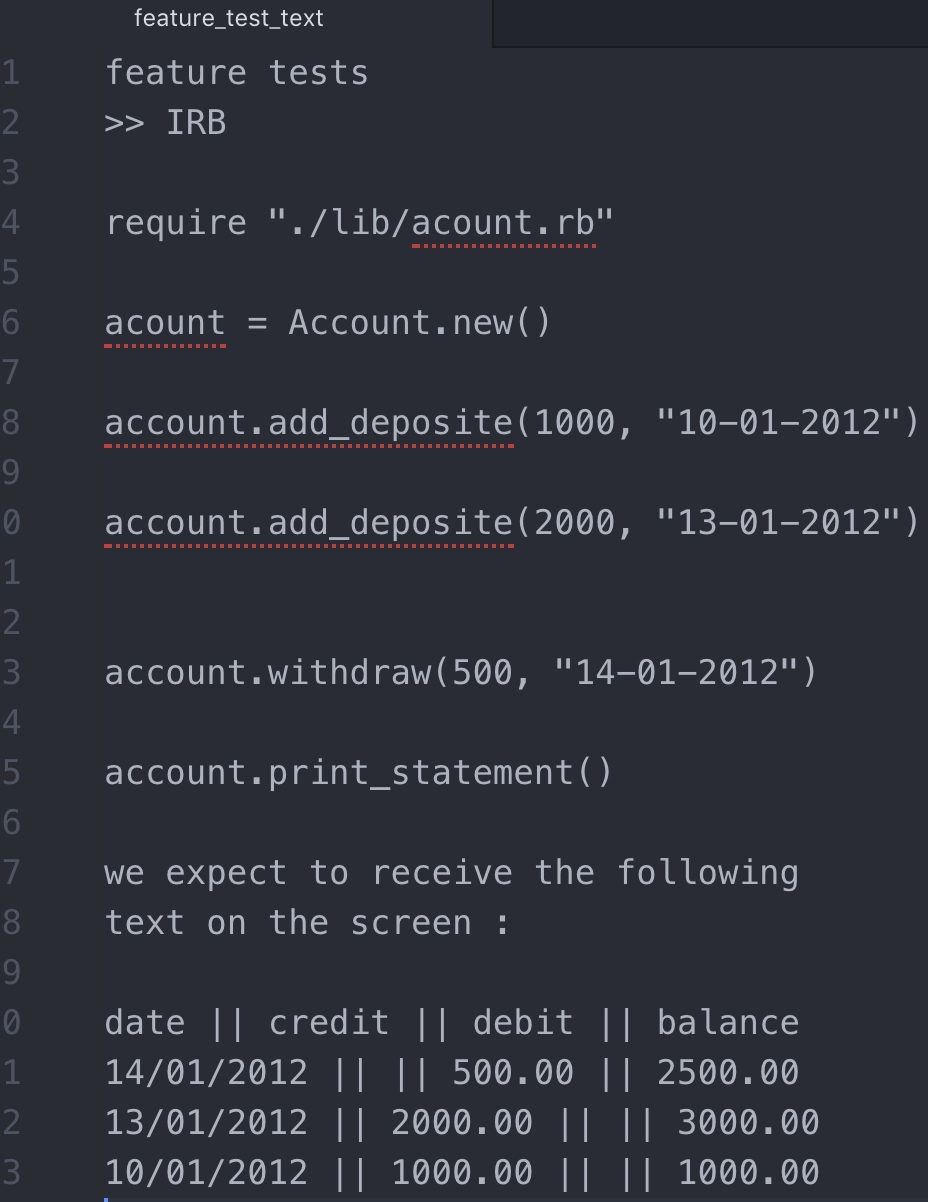 feature_test_text
1 feature tests
2 >> IRB
3
4 require "./lib/acount.rb"
5
6 acount = Account.new()
7
8 account.add_deposite(1000, "10-01-2012")
9
0 account.add_deposite(2000, "13-01-2012")
1
2
3 account.withdraw(500, "14-01-2012")
4
5 account.print_statement()
6
7 we expect to receive the following
8 text on the screen :
9
0 date || credit || debit || balance
1 14/01/2012 || || 500.00 || 2500.00
2 13/01/2012 || 2000.00 || || 3000.00
3 10/01/2012 || 1000.00 || || 1000.00